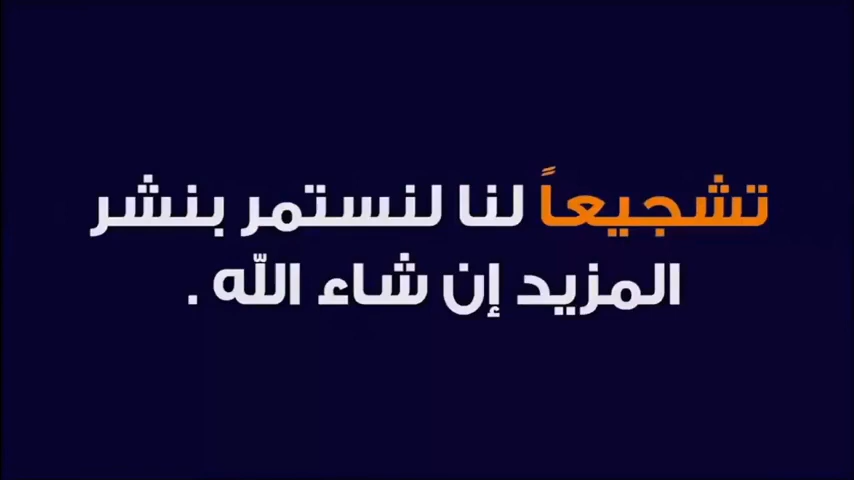 تشجيعاً لنا لنستمر بنشر
المزيد إن شاء الله .